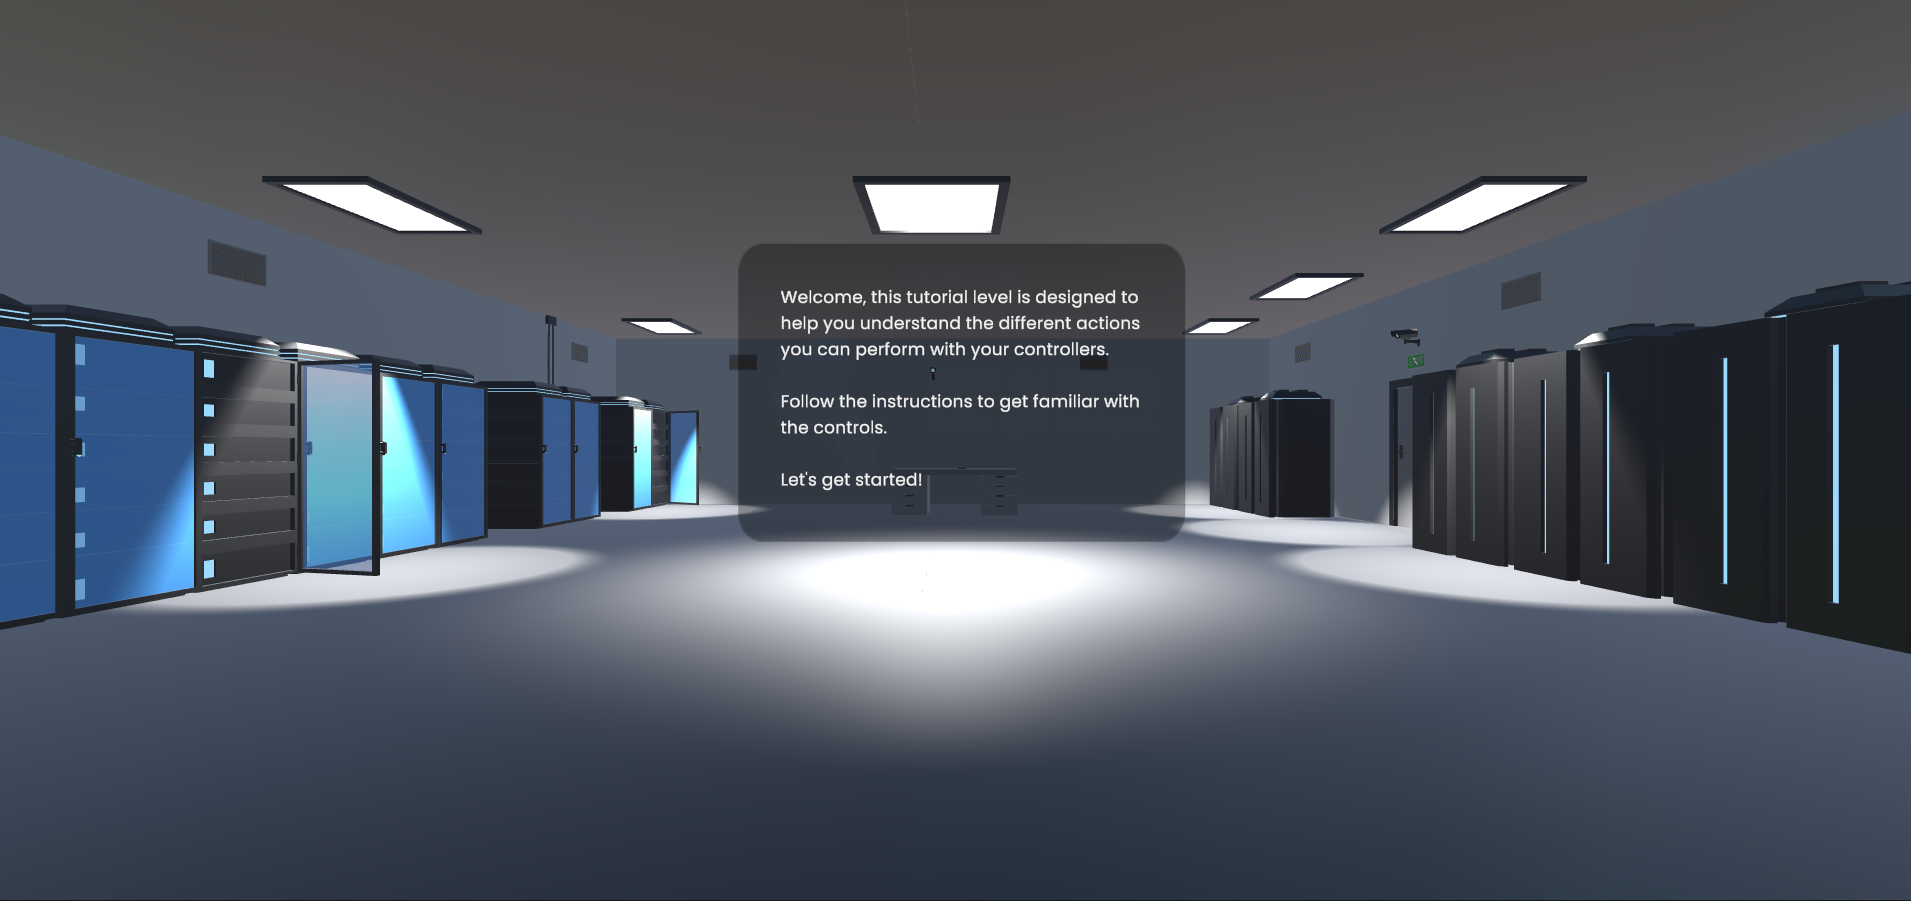 Welcome, this tutorial level is designed to
help you understand the different actions
you can perform with your controllers.
Follow the instructions to get familiar with
the controls.
Let's get started!